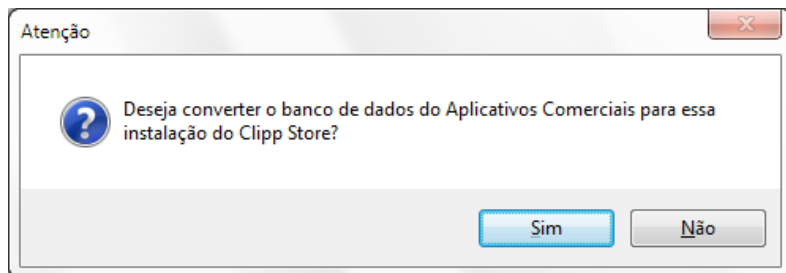 Atenção
Deseja converter o banco de dados do Aplicativos Comerciais para essa
instalação do Clipp Store?
Sim
Não